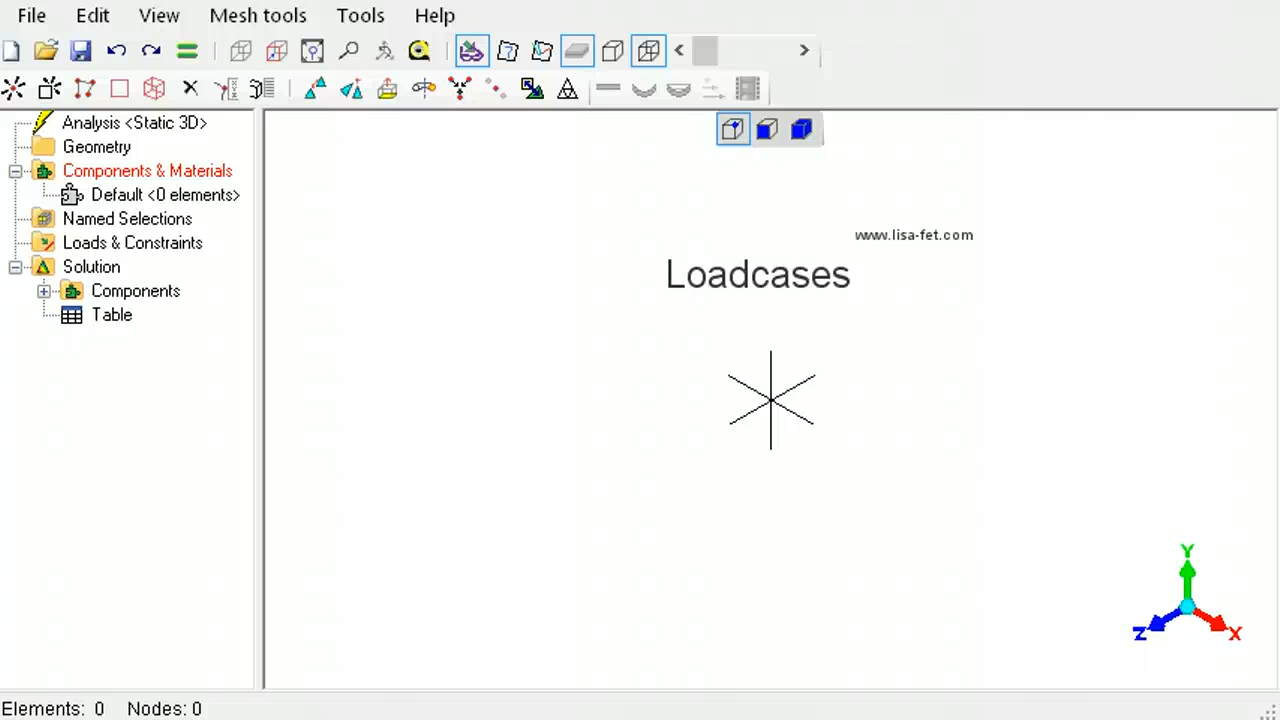 File Edit View Mesh tools Tools Help
Analysis <Static 3D>
Geometry
Components & Materials
Default <0 elements>
Named Selections
Loads & Constraints
Solution
Components
Table
www.lisa-fet.com
Loadcases
Y
Z
X
Elements: 0 Nodes: 0